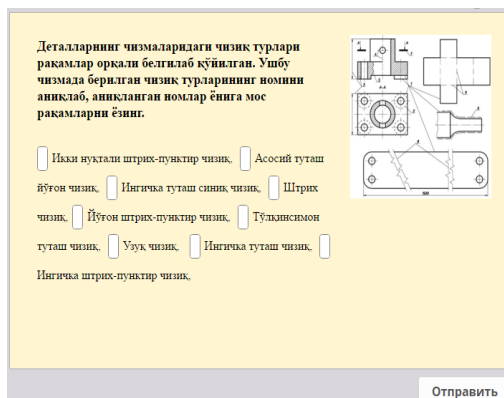 Деталларнинг чизмаларидаги чизиқ турлари
рақамлар орқали белгилаб қўйилган. Ушбу
чизмада берилган чизиқ турларининг номини
аниқлаб, аниқланган номлар ёнига мос
рақамларни ёзинг.
Икки нуқтали штрих-пунктир чизиқ, Асосий туташ
йўғон чизиқ, Ингичка туташ синиқ чизиқ, Штрих
чизиқ, Йўғон штрих-пунктир чизиқ, Тўлқинсимон
туташ чизиқ, Узуқ чизиқ, Ингичка туташ чизиқ,
Ингичка штрих-пунктир чизиқ,
А-А
Отправить